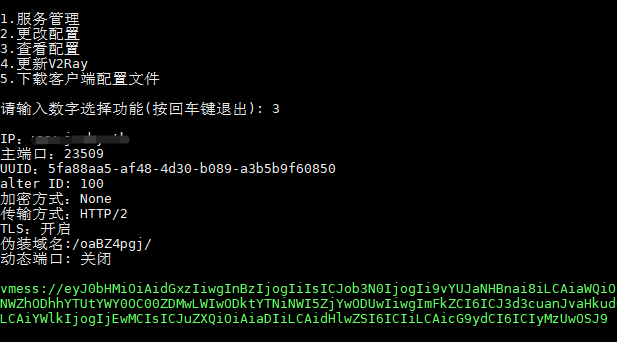 1.服务管理
2.更改配置
3.查看配置
4.更新V2Ray
5.下载客户端配置文件
请输入数字选择功能(按回车键退出): 3
IP:
主端口: 23509
UUID: 5fa88aa5-af48-4d30-b089-a3b5b9f60850
alter ID: 100
加密方式: None
传输方式: HTTP/2
TLS: 开启
伪装域名:/oaBZ4pgj/
动态端口: 关闭
vmess://eyJ0bHMiOiAidGxzIiwgInBzIjogIiIsICJob3N0IjogIi9vYUJaNHBnai8iLCAiaWQiO
NWZhODhhYTUtYWY0OC00ZDMwLWIwODktYTNiNWI5ZjYwODUwIiwgImFkZCI6ICJ3d3cuanJvaHkud
LCAiYWlkIjogIjEwMCIsICJuZXQiOiAiaDIiLCAidHlwZSI6ICIiLCAicG9ydCI6ICIyMzUwOSJ9